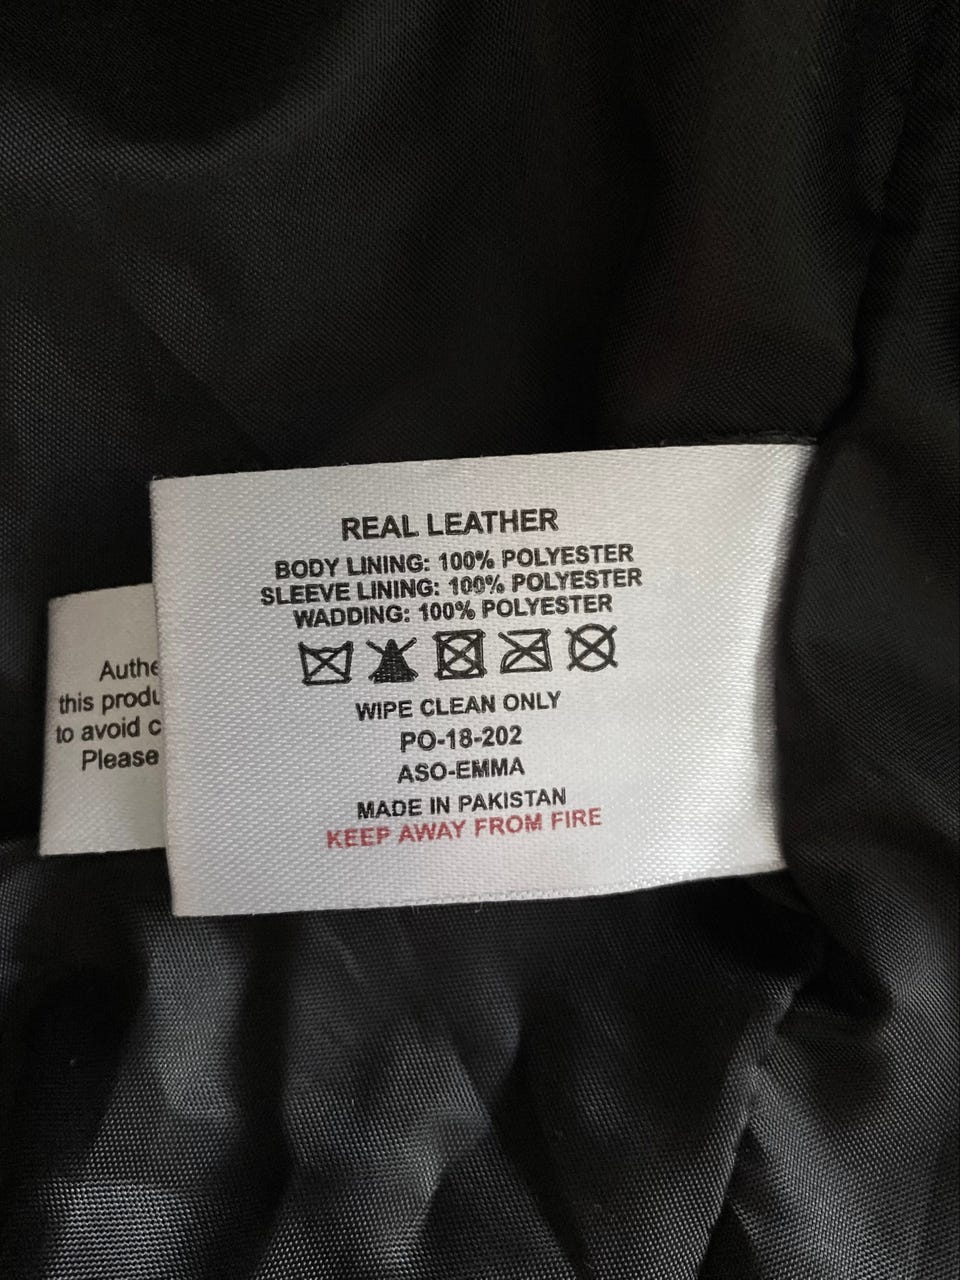 REAL LEATHER
BODY LINING: 100% POLYESTER
SLEEVE LINING: 100% POLYESTER
WADDING: 100% POLYESTER
WIPE CLEAN ONLY
PO-18-202
ASO-EMMA
MADE IN PAKISTAN
KEEP AWAY FROM FIRE
Authe
this produ
to avoid c
Please